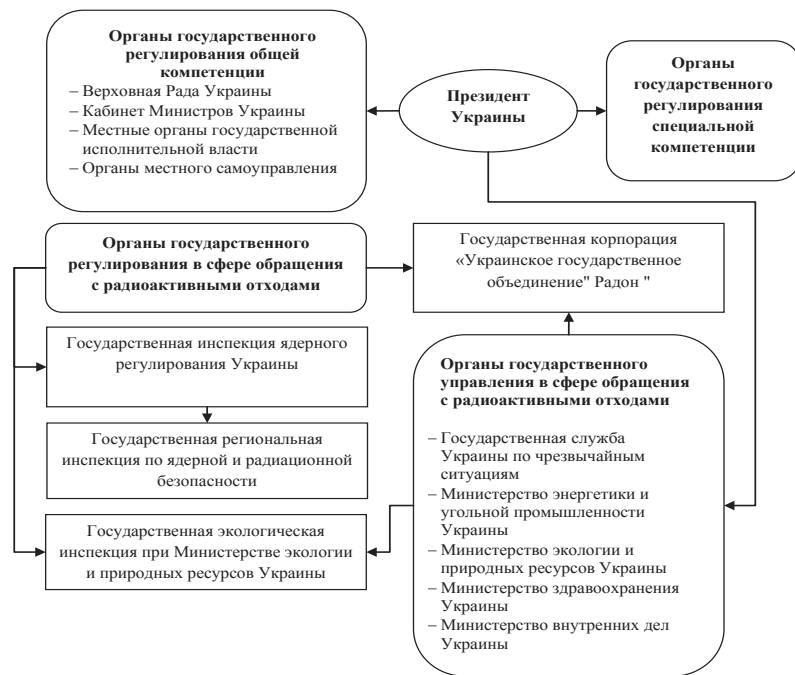 Органы государственного
регулирования общей
компетенции
– Верховная Рада Украины
– Кабинет Министров Украины
– Местные органы государственной
исполнительной власти
– Органы местного самоуправления
Президент
Украины
Органы
государственного
регулирования
специальной
компетенции
Органы государственного
регулирования в сфере обращения
с радиоактивными отходами
Государственная корпорация
«Украинское государственное
объединение" Радон "
Государственная инспекция ядерного
регулирования Украины
Государственная региональная
инспекция по ядерной и радиационной
безопасности
Государственная экологическая
инспекция при Министерстве экологии
и природных ресурсов Украины
Органы государственного
управления в сфере обращения
с радиоактивными отходами
– Государственная служба
Украины по чрезвычайным
ситуациям
– Министерство энергетики и
угольной промышленности
Украины
– Министерство экологии и
природных ресурсов Украины
– Министерство здравоохранения
Украины
– Министерство внутренних дел
Украины